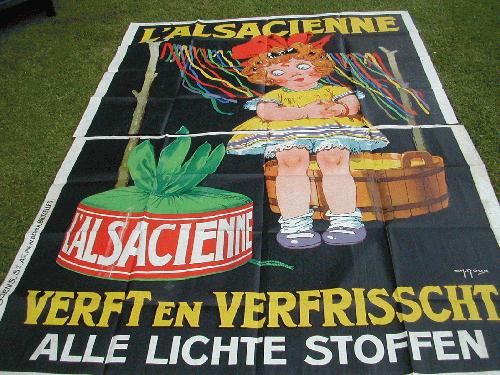 L'ALSACIENNE
L'ALSACIENNE
VERFT EN VERFRISSCHT
ALLE LICHTE STOFFEN